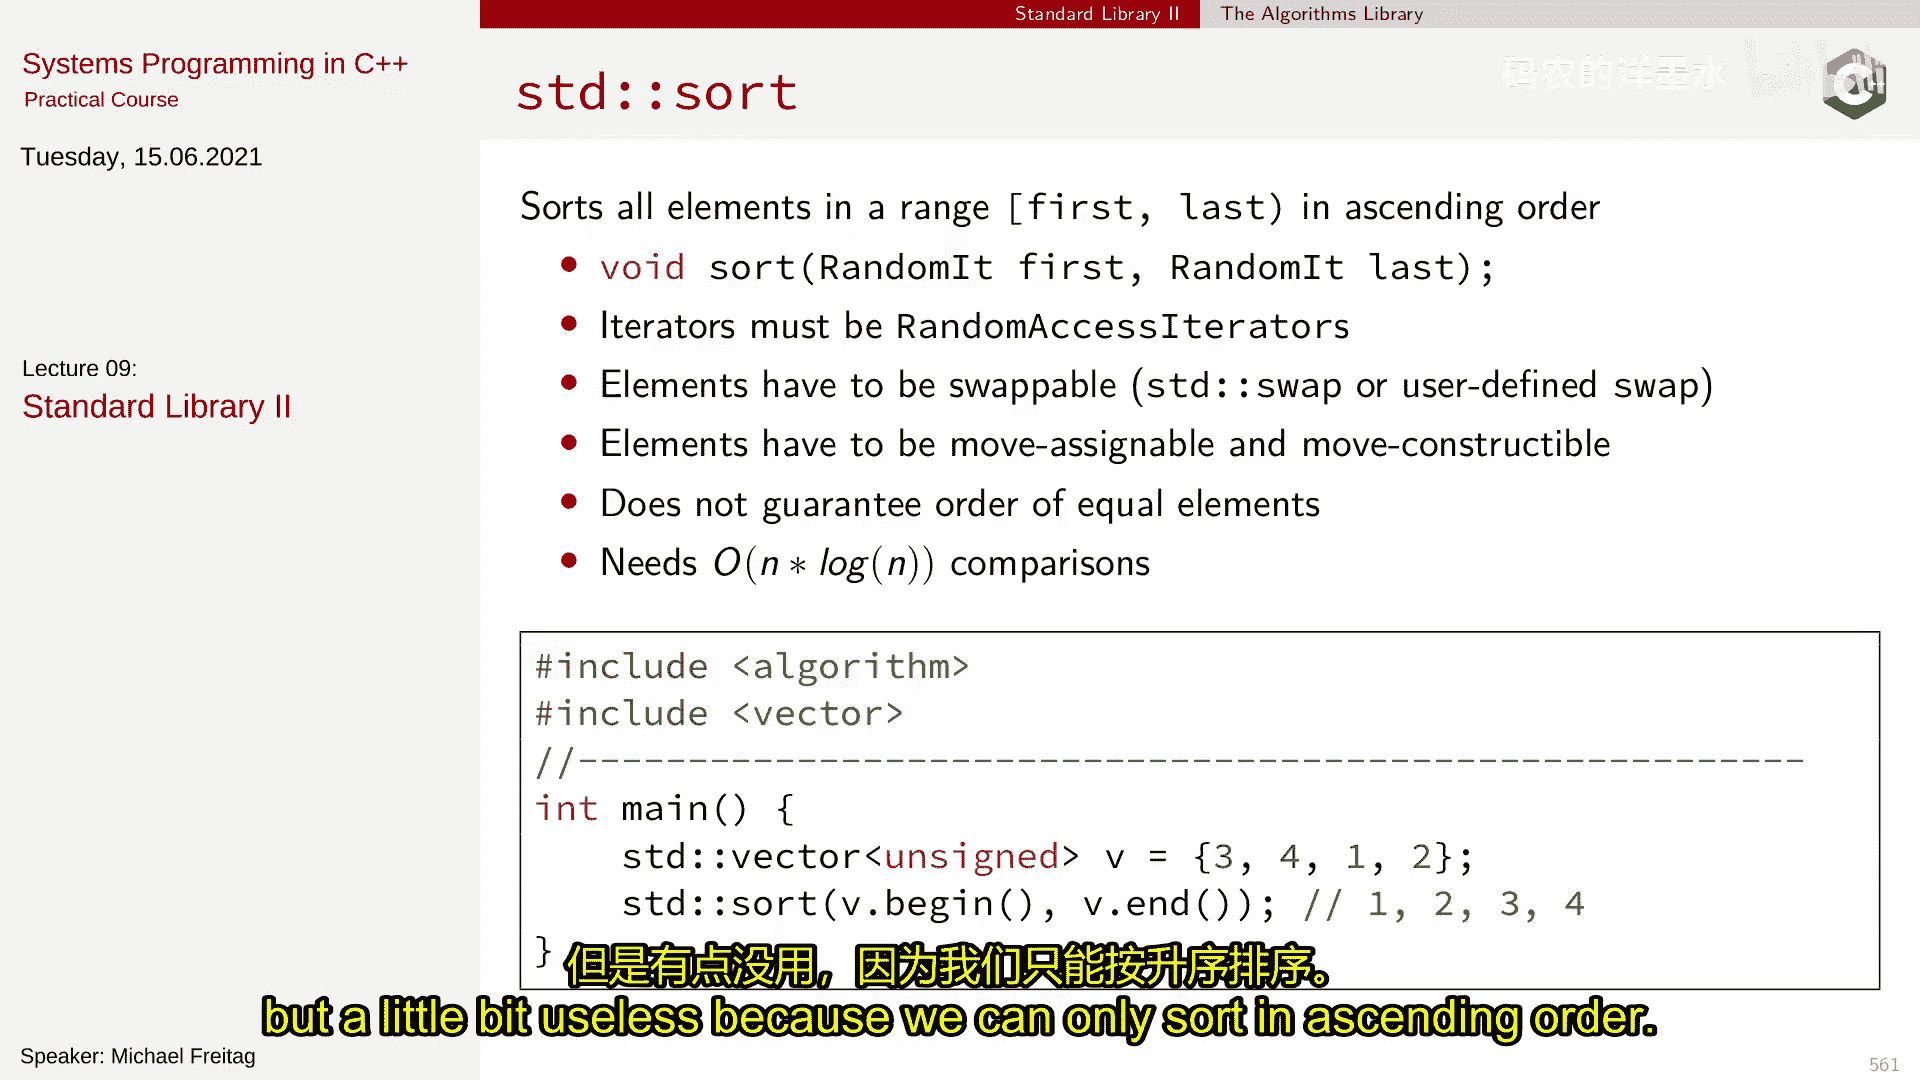 Standard Library II
The Algorithms Library
Systems Programming in C++
Practical Course
Tuesday, 15.06.2021
Lecture 09:
Standard Library II
码农的洋墨水
std::sort
Sorts all elements in a range [first, last) in ascending order
• void sort(RandomIt first, RandomIt last);
• Iterators must be RandomAccessIterators
• Elements have to be swappable (std::swap or user-defined swap)
• Elements have to be move-assignable and move-constructible
• Does not guarantee order of equal elements
• Needs O(n * log(n)) comparisons
#include <algorithm>
#include <vector>
//---------------------------------------------------------
int main() {
    std::vector<unsigned> v = {3, 4, 1, 2};
    std::sort(v.begin(), v.end()); // 1, 2, 3, 4
}
但是有点没用，因为我们只能按升序排序。
but a little bit useless because we can only sort in ascending order.
Speaker: Michael Freitag
561